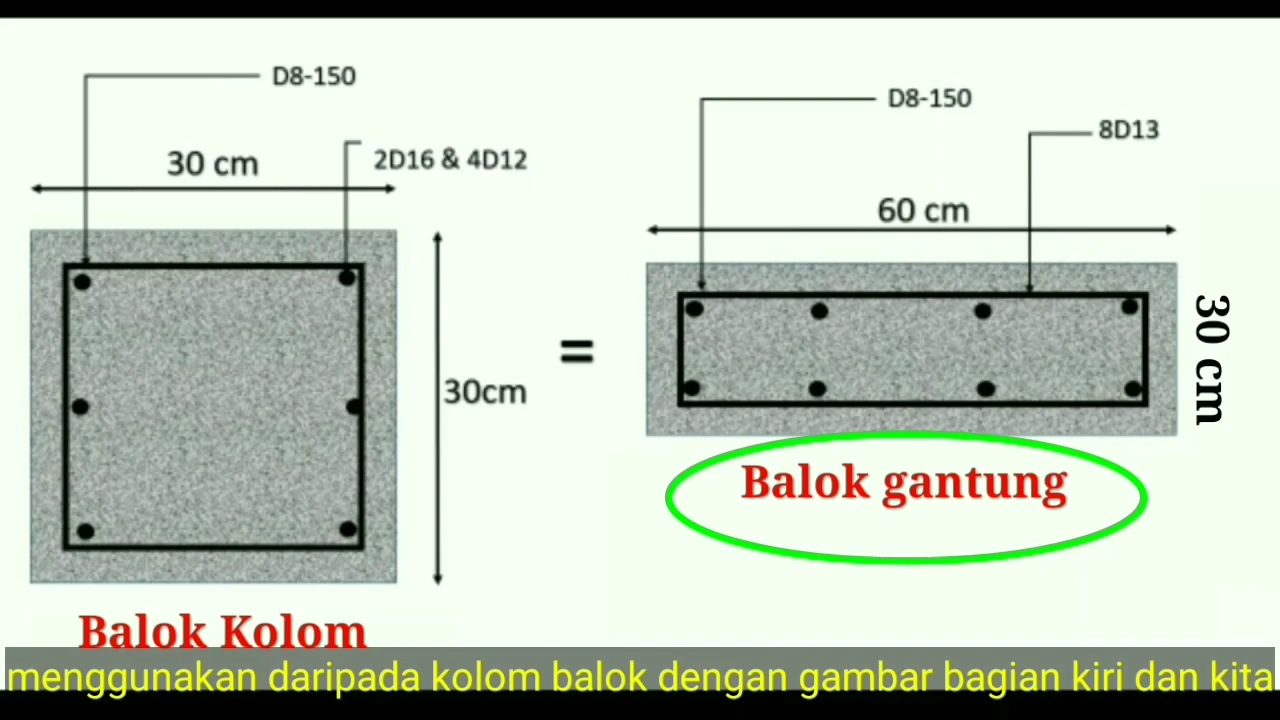 D8-150
2D16 & 4D12
30 cm
30cm
Balok Kolom
=
D8-150
8D13
60 cm
30 cm
Balok gantung
menggunakan daripada kolom balok dengan gambar bagian kiri dan kita